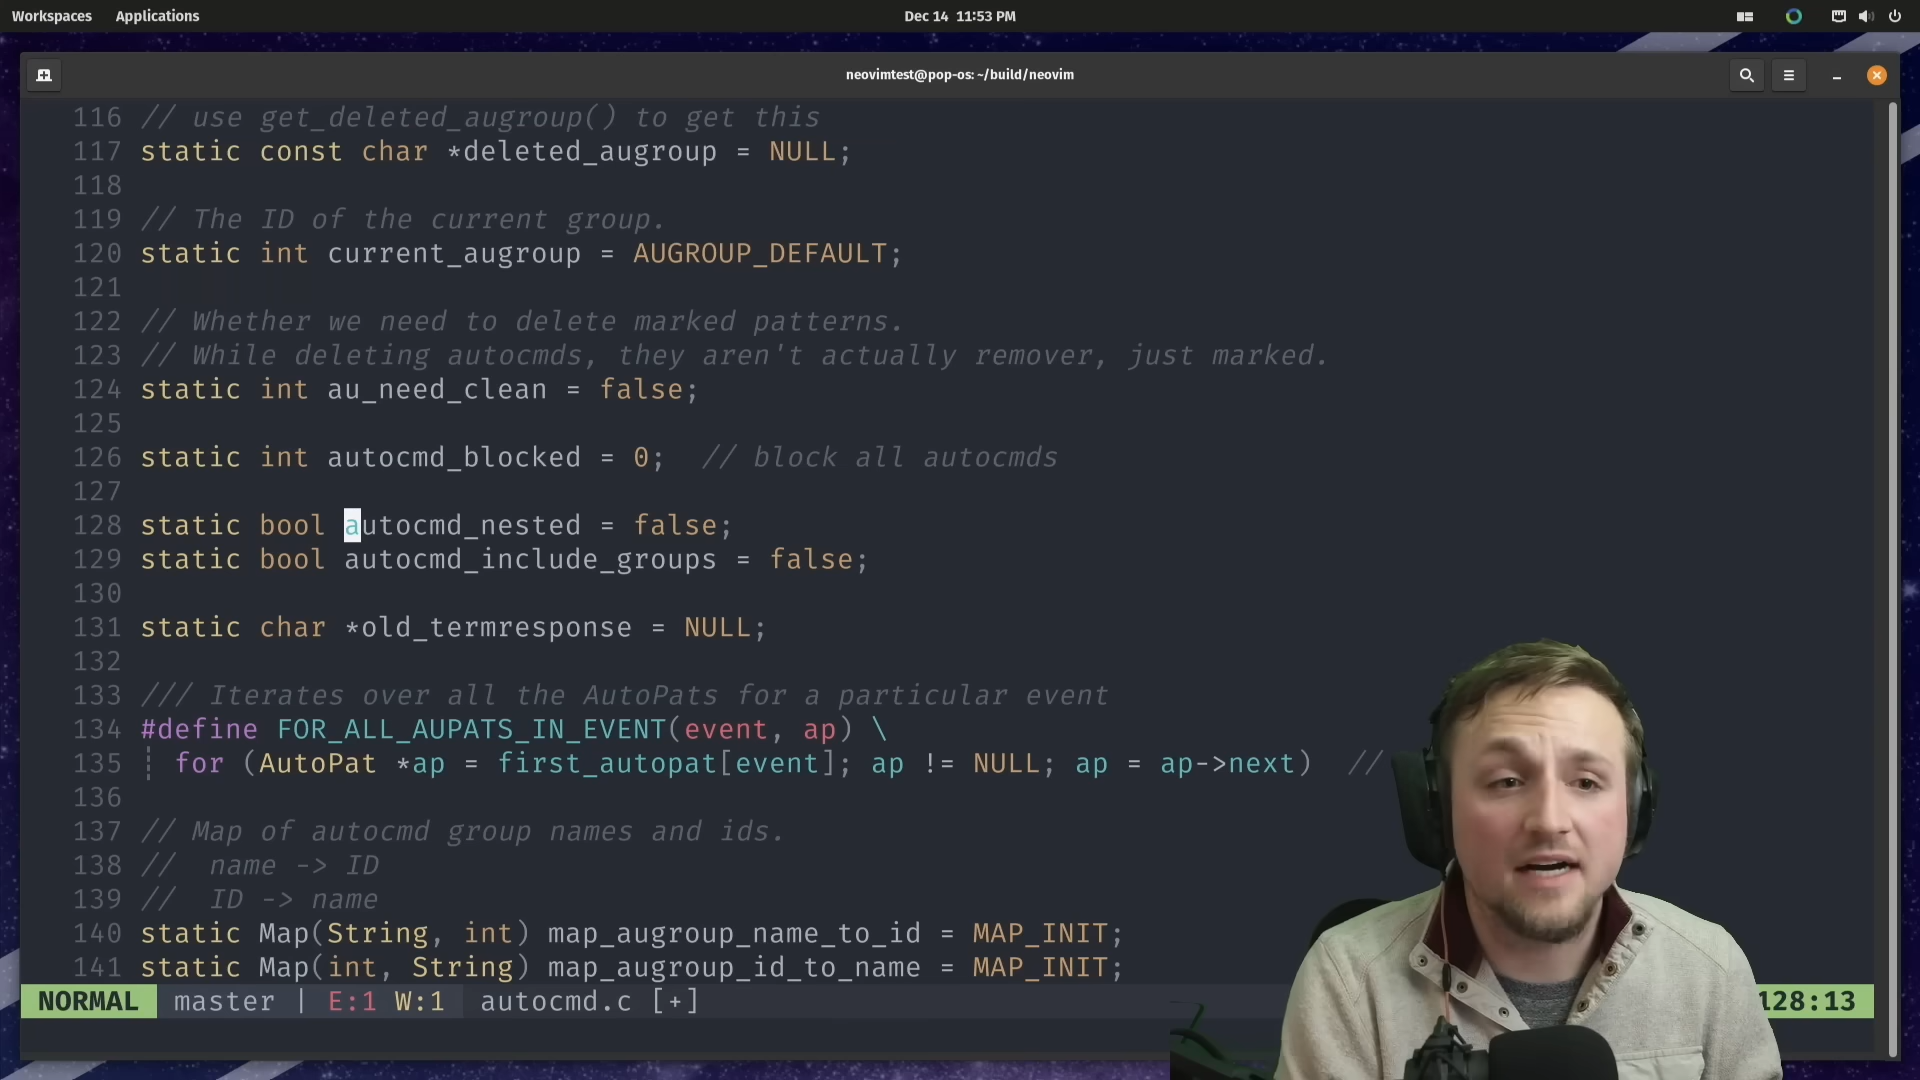 Workspaces Applications Dec 14 11:53 PM
neovimtest@pop-os: ~/build/neovim
116 // use get_deleted_augroup() to get this
117 static const char *deleted_augroup = NULL;
118
119 // The ID of the current group.
120 static int current_augroup = AUGROUP_DEFAULT;
121
122 // Whether we need to delete marked patterns.
123 // While deleting autocmds, they aren't actually remover, just marked.
124 static int au_need_clean = false;
125
126 static int autocmd_blocked = 0;  // block all autocmds
127
128 static bool autocmd_nested = false;
129 static bool autocmd_include_groups = false;
130
131 static char *old_termresponse = NULL;
132
133 /// Iterates over all the AutoPats for a particular event
134 #define FOR_ALL_AUPATS_IN_EVENT(event, ap) \
135   for (AutoPat *ap = first_autopat[event]; ap != NULL; ap = ap->next)  //
136
137 // Map of autocmd group names and ids.
138 //  name -> ID
139 //  ID -> name
140 static Map(String, int) map_augroup_name_to_id = MAP_INIT;
141 static Map(int, String) map_augroup_id_to_name = MAP_INIT;
NORMAL master | E:1 W:1 autocmd.c [+] 128:13